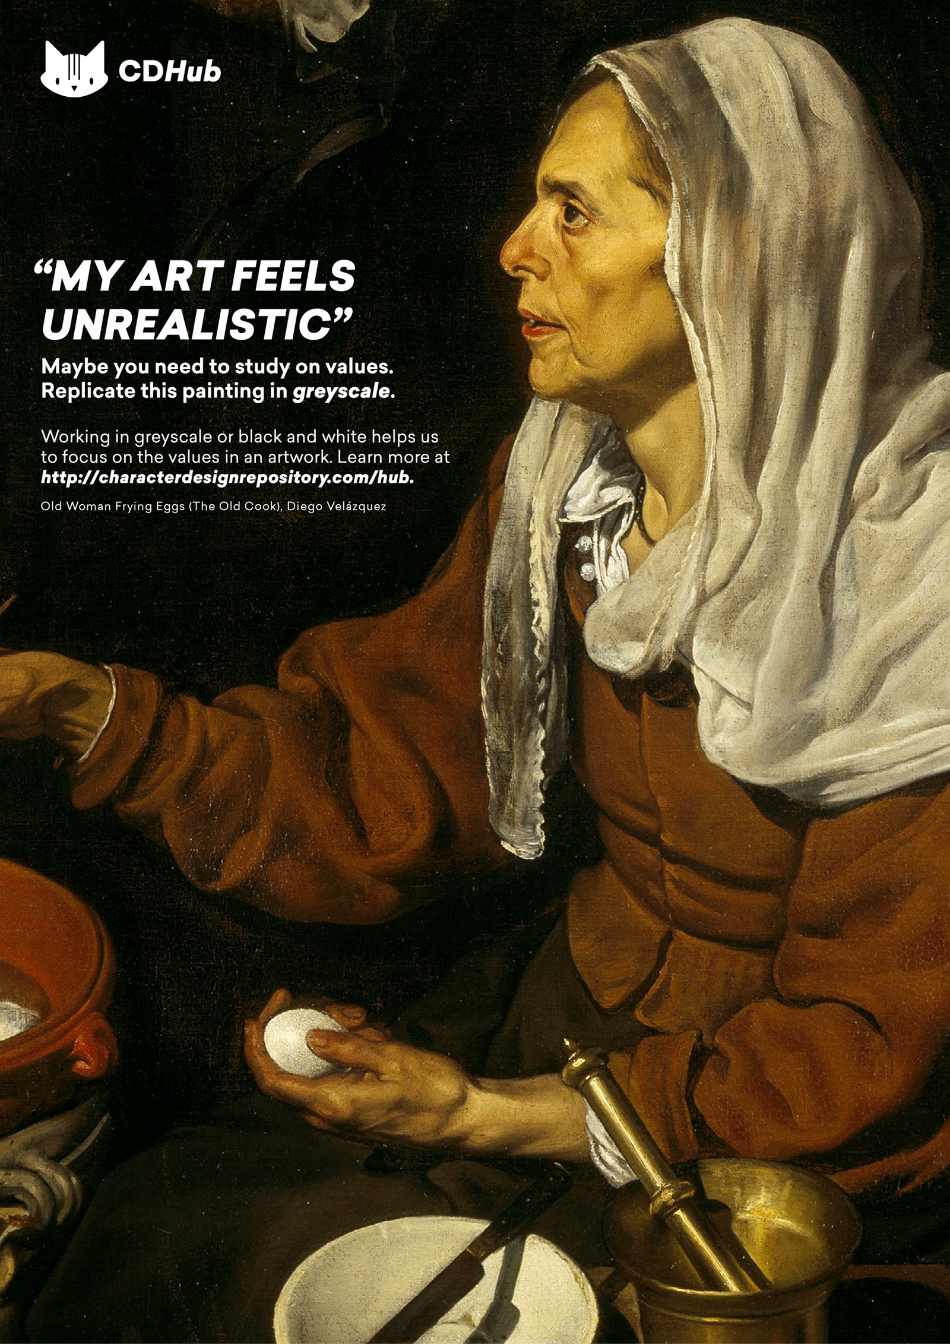 CDHub
“MY ART FEELS
UNREALISTIC”
Maybe you need to study on values.
Replicate this painting in greyscale.
Working in greyscale or black and white helps us
to focus on the values in an artwork. Learn more at
http://characterdesignrepository.com/hub.
Old Woman Frying Eggs (The Old Cook), Diego Velázquez